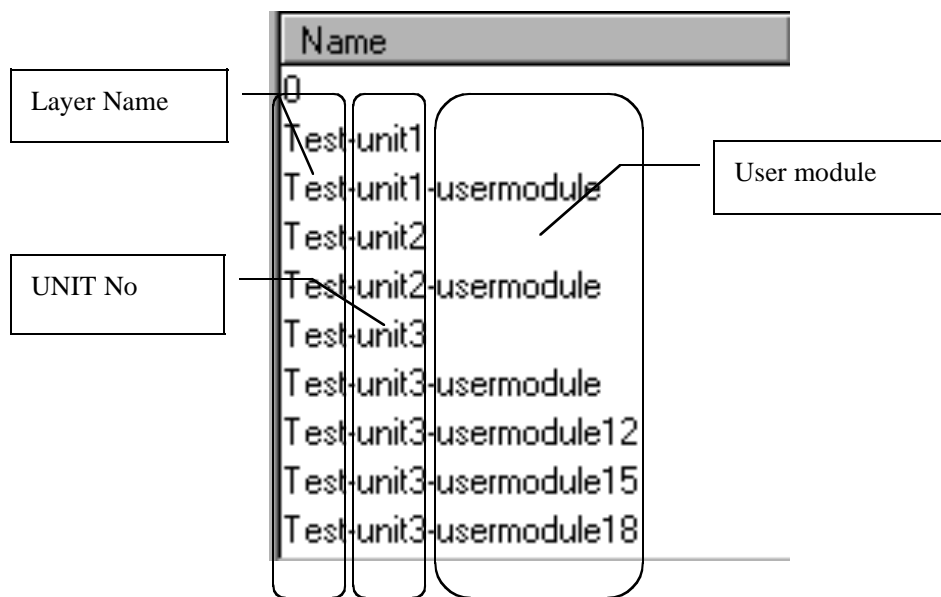 Name
0
Test-unit1
Test-unit1-usermodule
Test-unit2
Test-unit2-usermodule
Test-unit3
Test-unit3-usermodule
Test-unit3-usermodule12
Test-unit3-usermodule15
Test-unit3-usermodule18
Layer Name
UNIT No
User module